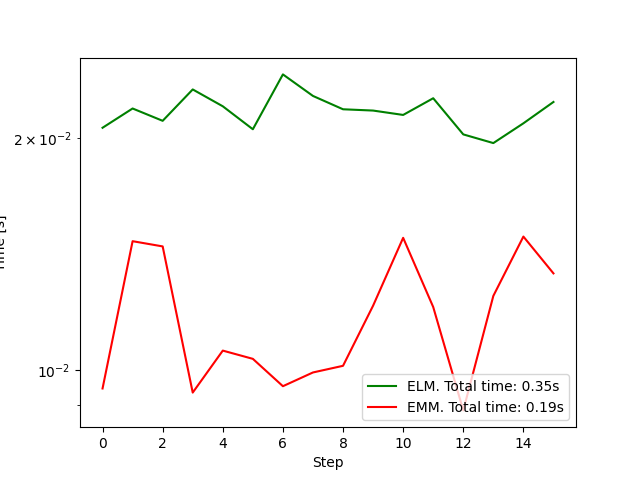 2 × 10⁻²
10⁻²
Time [s]
0 2 4 6 8 10 12 14
Step
ELM. Total time: 0.35s
EMM. Total time: 0.19s